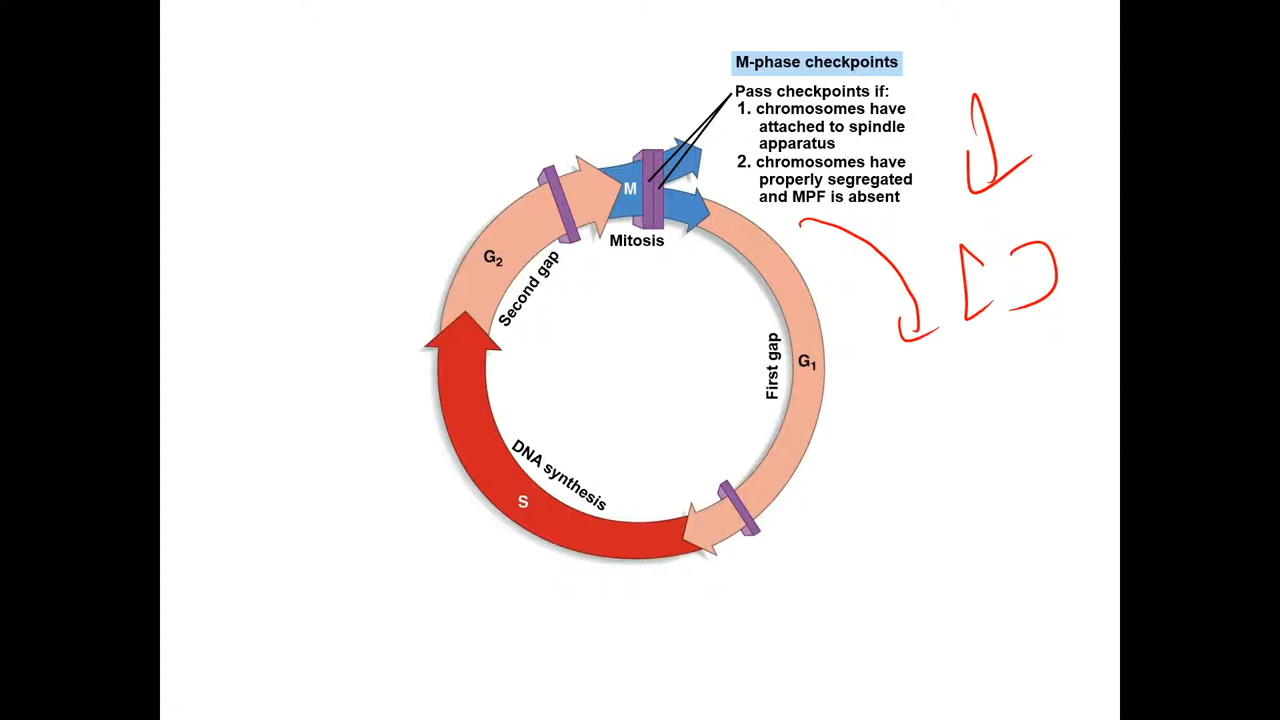 M-phase checkpoints
Pass checkpoints if:
1. chromosomes have
attached to spindle
apparatus
2. chromosomes have
properly segregated
and MPF is absent
M
Mitosis
G₂
Second gap
First gap
G₁
DNA synthesis
S